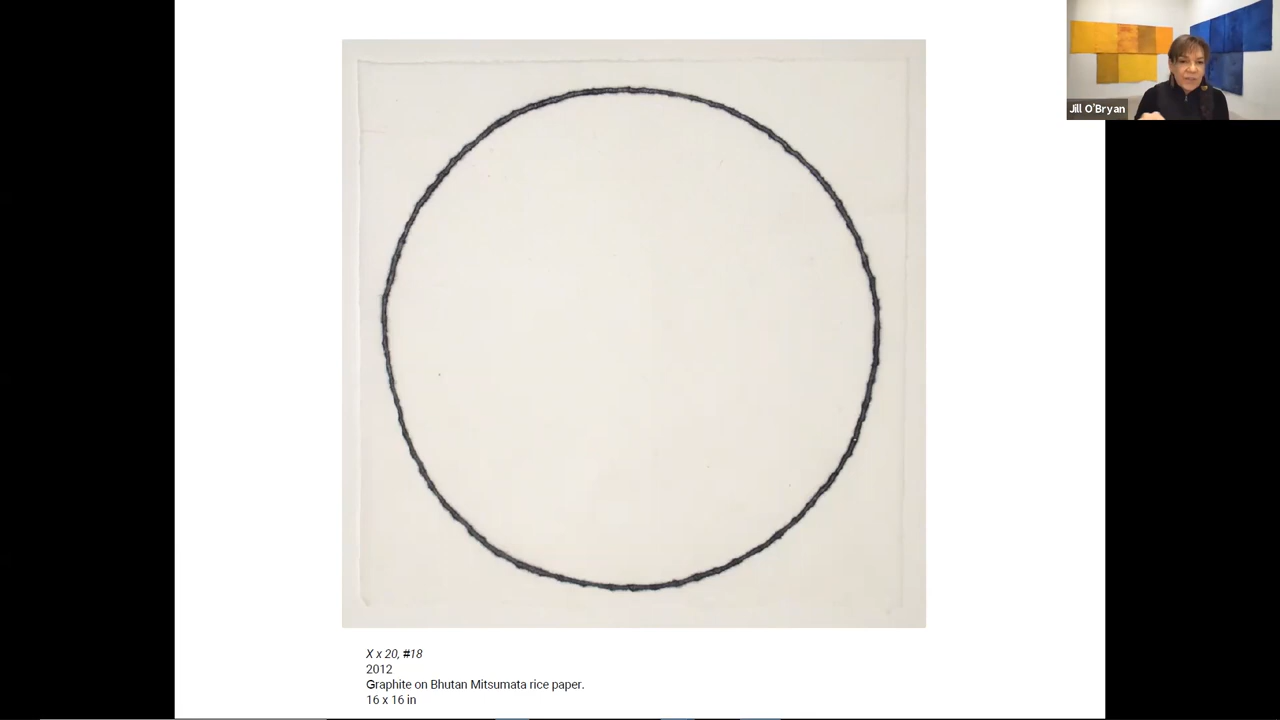 Jill O'Bryan
X x 20, #18
2012
Graphite on Bhutan Mitsumata rice paper.
16 x 16 in